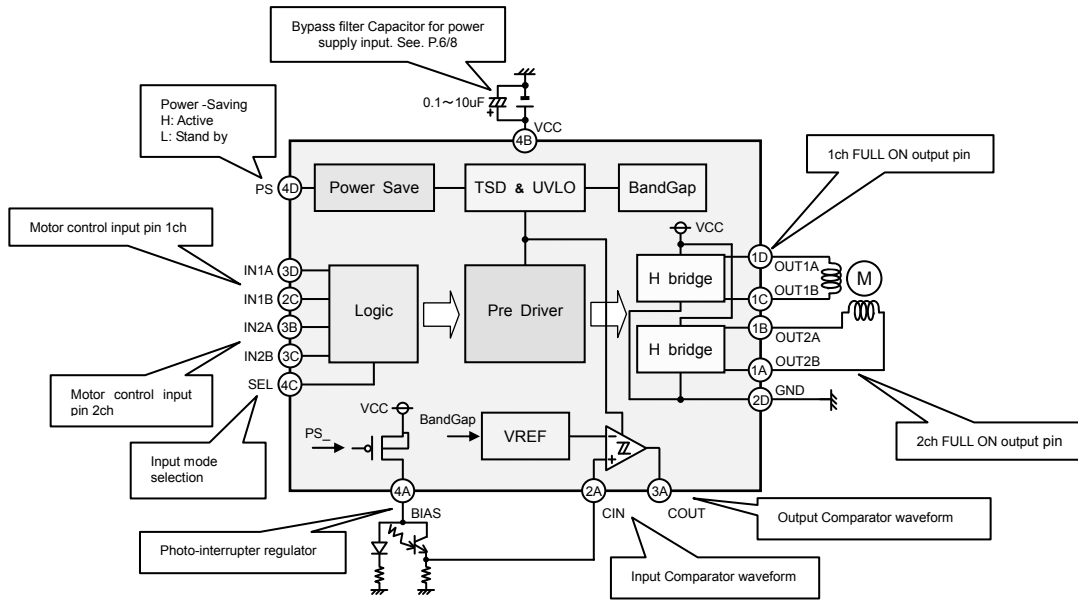 Bypass filter Capacitor for power
supply input. See. P.6/8
0.1～10uF
+
VCC
4B
Power -Saving
H: Active
L: Stand by
PS
4D
Power Save
TSD & UVLO
BandGap
1ch FULL ON output pin
Motor control input pin 1ch
VCC
IN1A
3D
IN1B
2C
IN2A
3B
IN2B
3C
SEL
4C
Logic
Pre Driver
H bridge
H bridge
1D
OUT1A
1C
OUT1B
1B
OUT2A
1A
OUT2B
2D
GND
M
Motor control input
pin 2ch
Input mode
selection
VCC
PS_
BandGap
VREF
−
+
2ch FULL ON output pin
4A
BIAS
2A
CIN
3A
COUT
Output Comparator waveform
Photo-interrupter regulator
Input Comparator waveform